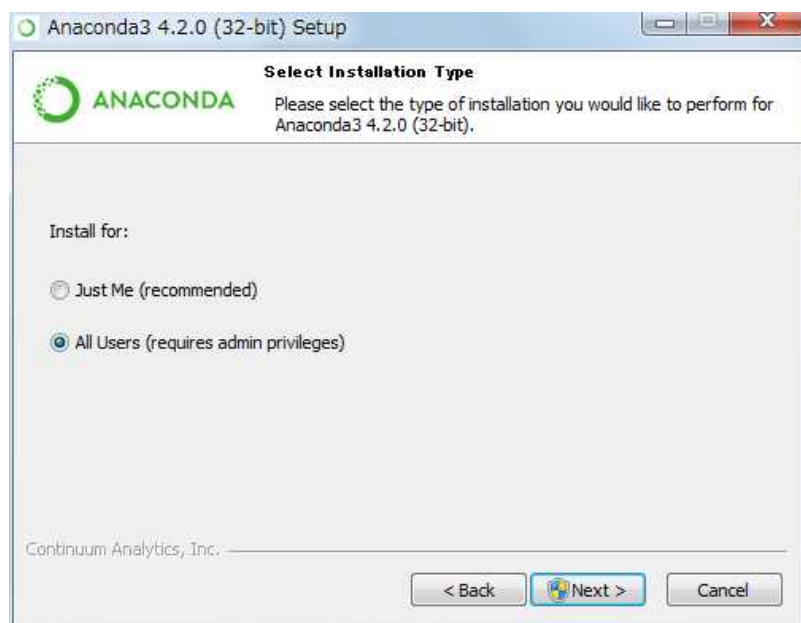 Anaconda3 4.2.0 (32-bit) Setup
ANACONDA
Select Installation Type
Please select the type of installation you would like to perform for
Anaconda3 4.2.0 (32-bit).
Install for:
Just Me (recommended)
All Users (requires admin privileges)
Continuum Analytics, Inc.
< Back Next > Cancel